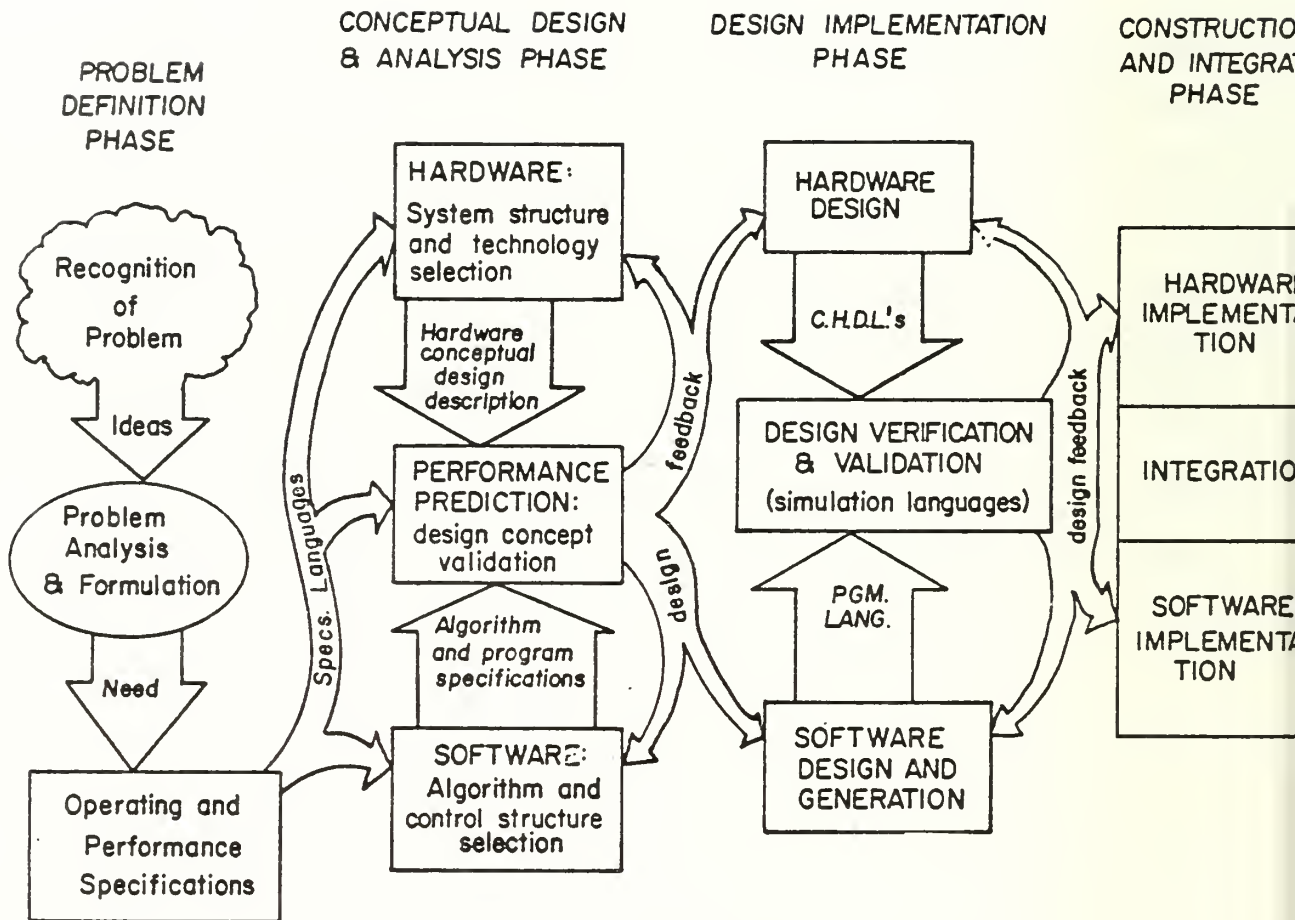 PROBLEM
DEFINITION
PHASE
Recognition
of
Problem
Ideas
Problem
Analysis
& Formulation
Need
Operating and
Performance
Specifications
Specs. Languages
CONCEPTUAL DESIGN
& ANALYSIS PHASE
HARDWARE:
System structure
and technology
selection
Hardware
conceptual
design
description
PERFORMANCE
PREDICTION:
design concept
validation
Algorithm
and program
specifications
SOFTWARE:
Algorithm and
control structure
selection
feedback
design
DESIGN IMPLEMENTATION
PHASE
HARDWARE
DESIGN
C.H.D.L.'s
DESIGN VERIFICATION
& VALIDATION
(simulation languages)
PGM.
LANG.
SOFTWARE
DESIGN AND
GENERATION
design feedback
CONSTRUCTIO
AND INTEGRAT
PHASE
HARDWARE
IMPLEMENTA
TION
INTEGRATIO
SOFTWARE
IMPLEMENTA
TION